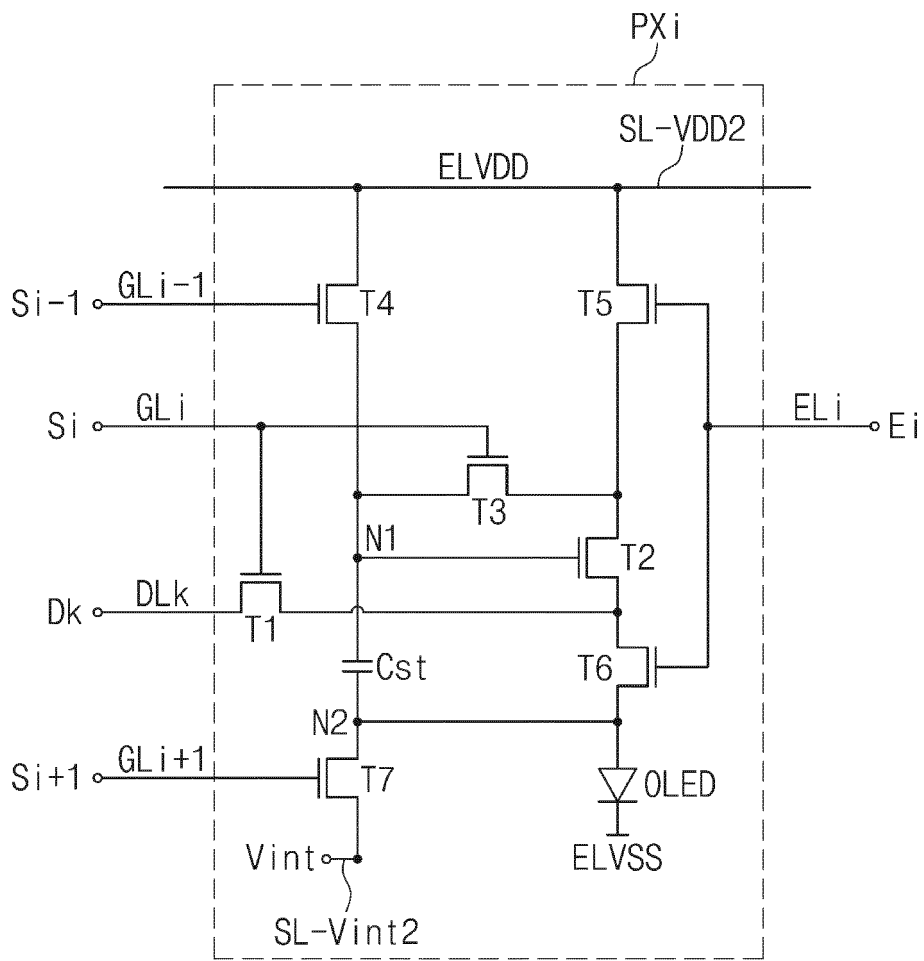 PXi
SL-VDD2
ELVDD
Si-1
GLi-1
T4
T5
Si
GLi
ELi
Ei
T3
N1
T2
Dk
DLk
T1
Cst
T6
N2
Si+1
GLi+1
T7
OLED
Vint
ELVSS
SL-Vint2